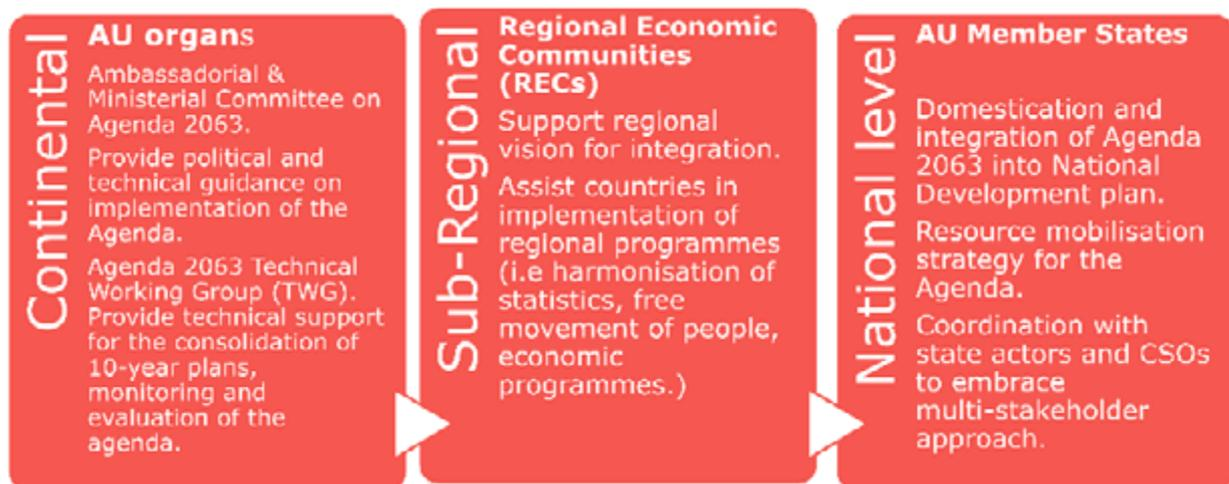 Continental
AU organs
Ambassadorial &
Ministerial Committee on
Agenda 2063.
Provide political and
technical guidance on
implementation of the
Agenda.
Agenda 2063 Technical
Working Group (TWG).
Provide technical support
for the consolidation of
10-year plans,
monitoring and
evaluation of the
agenda.
Sub-Regional
Regional Economic
Communities
(RECs)
Support regional
vision for integration.
Assist countries in
implementation of
regional programmes
(i.e harmonisation of
statistics, free
movement of people,
economic
programmes.)
National level
AU Member States
Domestication and
integration of Agenda
2063 into National
Development plan.
Resource mobilisation
strategy for the
Agenda.
Coordination with
state actors and CSOs
to embrace
multi-stakeholder
approach.